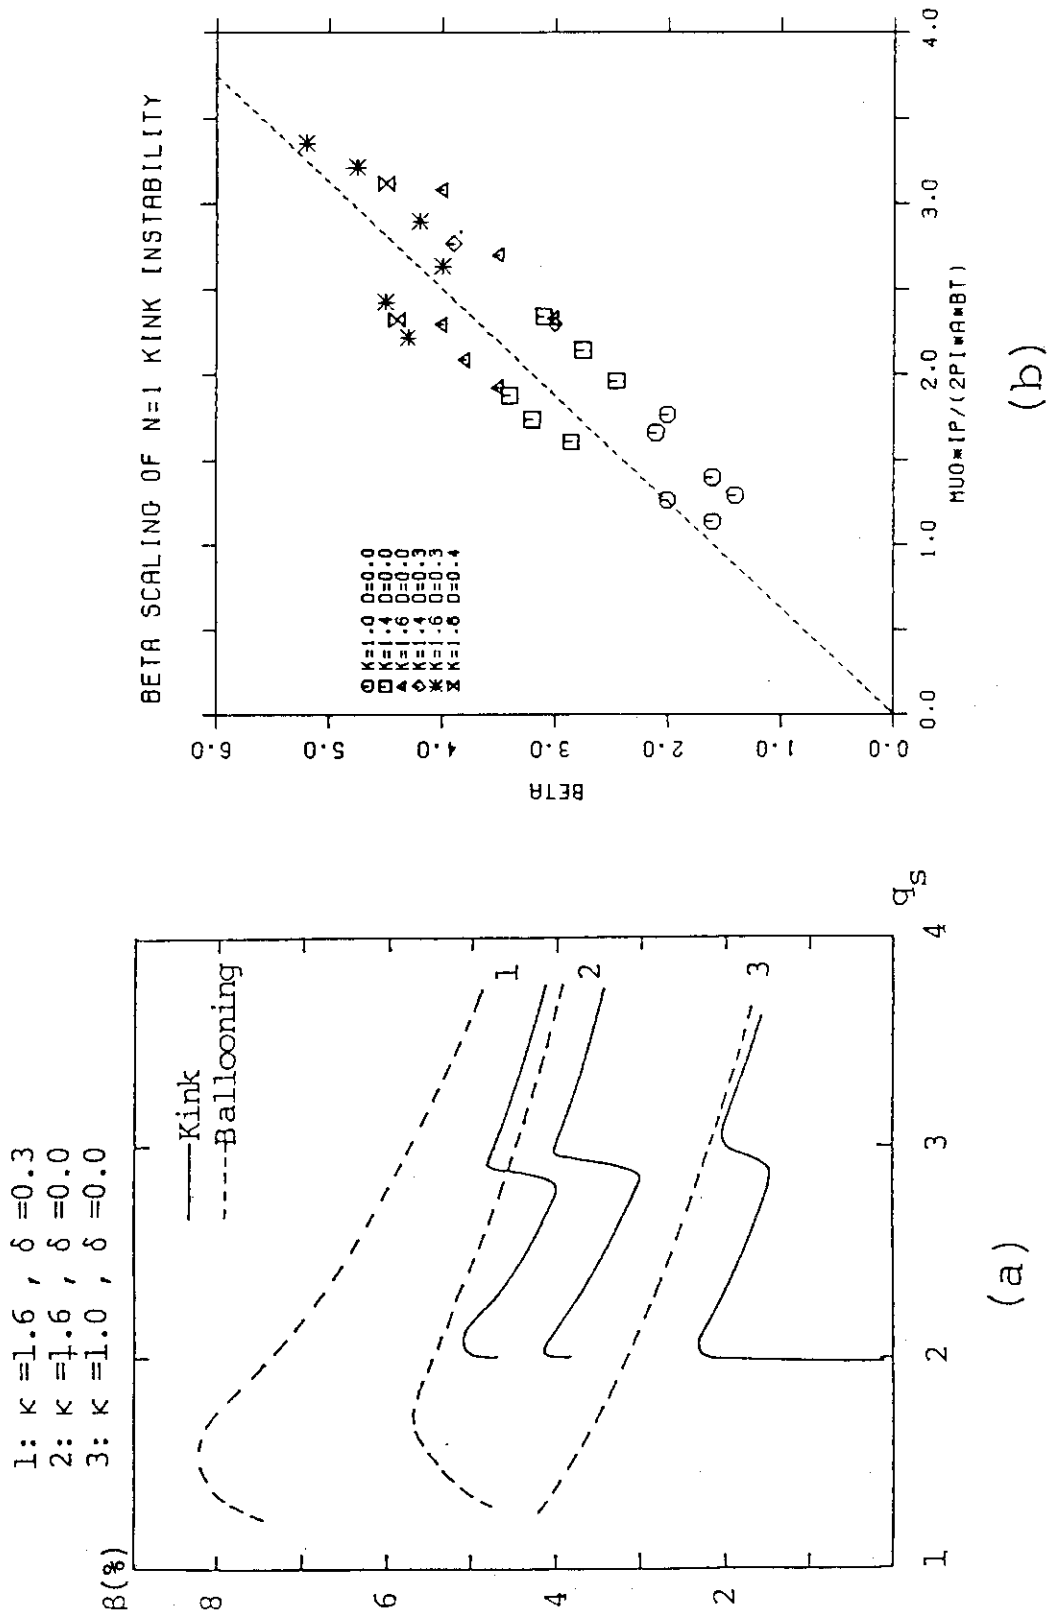 1: κ =1.6 , δ =0.3
2: κ =1.6 , δ =0.0
3: κ =1.0 , δ =0.0
β(%)
8
6
4
2
Kink
Ballooning
1
2
3
1
2
3
4
q_s
(a)
BETA SCALING OF N=1 KINK INSTABILITY
BETA
6.0
5.0
4.0
3.0
2.0
1.0
0.0
K=1.0 D=0.0
K=1.4 D=0.0
K=1.6 D=0.0
K=1.4 D=0.3
K=1.6 D=0.3
K=1.8 D=0.4
0.0
1.0
2.0
3.0
4.0
MU0*IP/(2PI*A*BT)
(b)